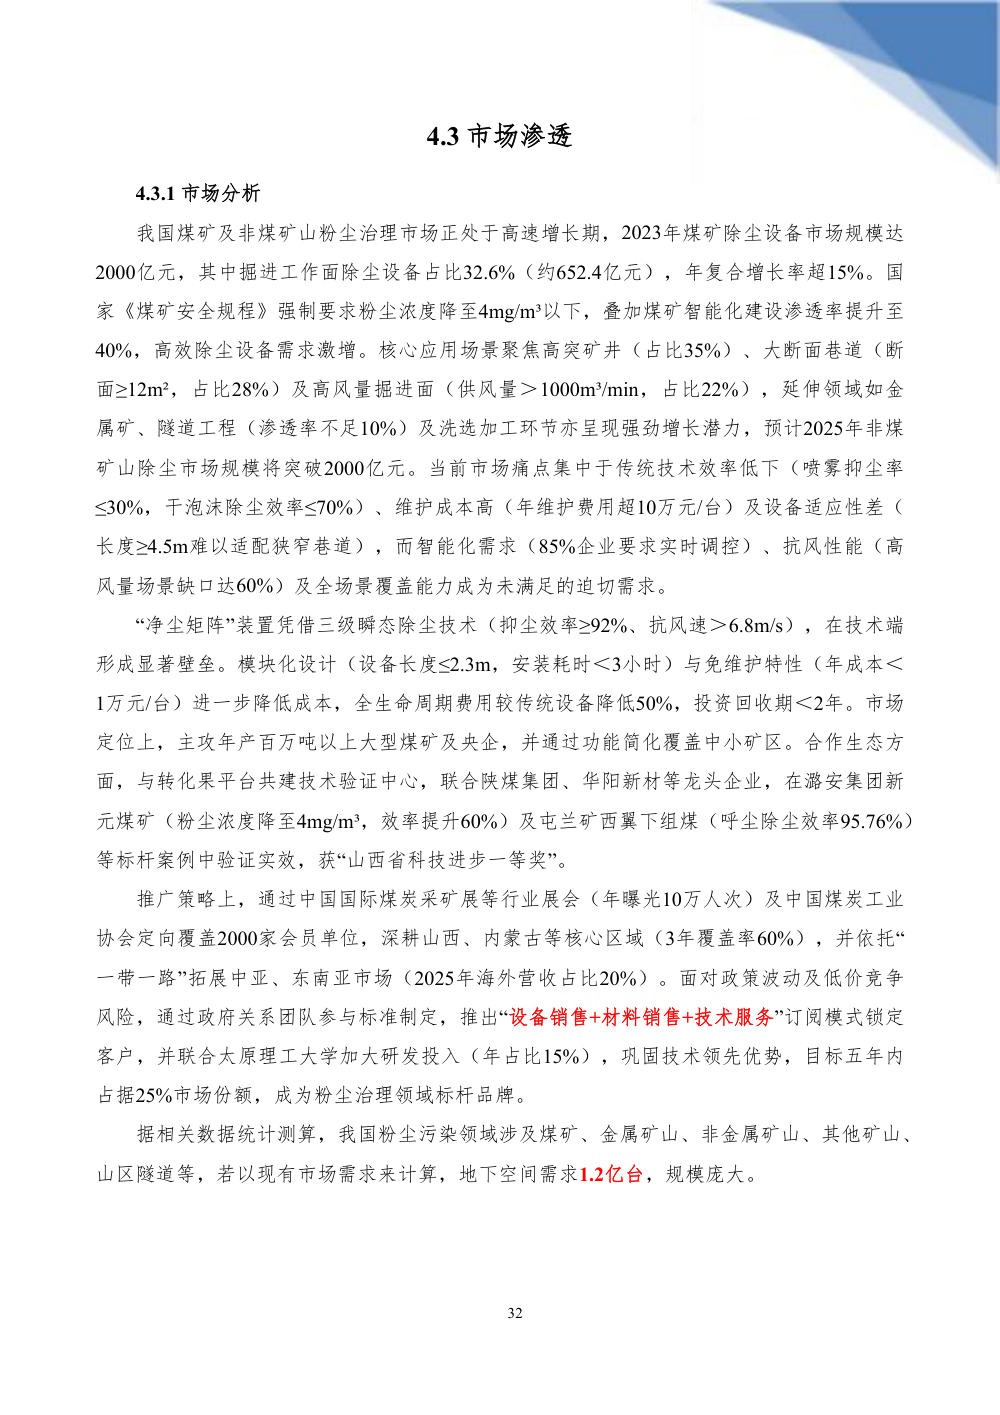 4.3 市场渗透
4.3.1 市场分析
我国煤矿及非煤矿山粉尘治理市场正处于高速增长期，2023年煤矿除尘设备市场规模达
2000亿元，其中掘进工作面除尘设备占比32.6%（约652.4亿元），年复合增长率超15%。国
家《煤矿安全规程》强制要求粉尘浓度降至4mg/m³以下，叠加煤矿智能化建设渗透率提升至
40%，高效除尘设备需求激增。核心应用场景聚焦高突矿井（占比35%）、大断面巷道（断
面≥12m²，占比28%）及高风量掘进面（供风量＞1000m³/min，占比22%），延伸领域如金
属矿、隧道工程（渗透率不足10%）及洗选加工环节亦呈现强劲增长潜力，预计2025年非煤
矿山除尘市场规模将突破2000亿元。当前市场痛点集中于传统技术效率低下（喷雾抑尘率
≤30%，干泡沫除尘效率≤70%）、维护成本高（年维护费用超10万元/台）及设备适应性差（
长度≥4.5m难以适配狭窄巷道），而智能化需求（85%企业要求实时调控）、抗风性能（高
风量场景缺口达60%）及全场景覆盖能力成为未满足的迫切需求。
“净尘矩阵”装置凭借三级瞬态除尘技术（抑尘效率≥92%、抗风速＞6.8m/s），在技术端
形成显著壁垒。模块化设计（设备长度≤2.3m，安装耗时＜3小时）与免维护特性（年成本＜
1万元/台）进一步降低成本，全生命周期费用较传统设备降低50%，投资回收期＜2年。市场
定位上，主攻年产百万吨以上大型煤矿及央企，并通过功能简化覆盖中小矿区。合作生态方
面，与转化果平台共建技术验证中心，联合陕煤集团、华阳新材等龙头企业，在潞安集团新
元煤矿（粉尘浓度降至4mg/m³，效率提升60%）及屯兰矿西翼下组煤（呼尘除尘效率95.76%）
等标杆案例中验证实效，获“山西省科技进步一等奖”。
推广策略上，通过中国国际煤炭采矿展等行业展会（年曝光10万人次）及中国煤炭工业
协会定向覆盖2000家会员单位，深耕山西、内蒙古等核心区域（3年覆盖率60%），并依托“
一带一路”拓展中亚、东南亚市场（2025年海外营收占比20%）。面对政策波动及低价竞争
风险，通过政府关系团队参与标准制定，推出“设备销售+材料销售+技术服务”订阅模式锁定
客户，并联合太原理工大学加大研发投入（年占比15%），巩固技术领先优势，目标五年内
占据25%市场份额，成为粉尘治理领域标杆品牌。
据相关数据统计测算，我国粉尘污染领域涉及煤矿、金属矿山、非金属矿山、其他矿山、
山区隧道等，若以现有市场需求来计算，地下空间需求1.2亿台，规模庞大。
32